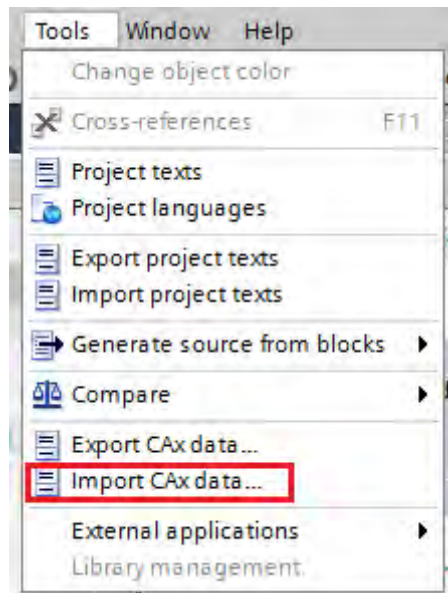 Tools Window Help
Change object color
Cross-references F11
Project texts
Project languages
Export project texts
Import project texts
Generate source from blocks
Compare
Export CAx data...
Import CAx data...
External applications
Library management